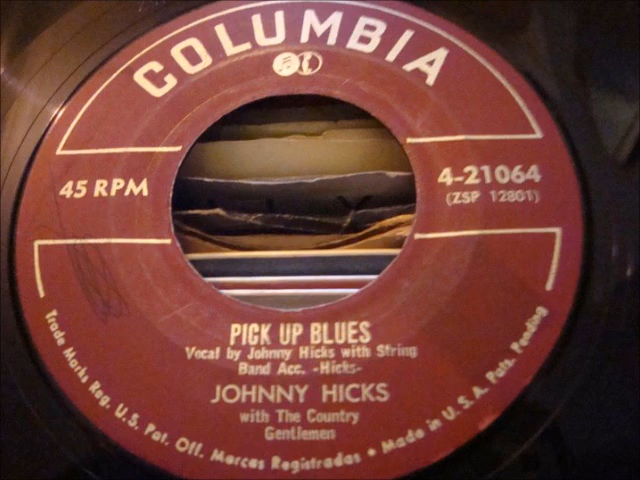 COLUMBIA
45 RPM
4-21064
(ZSP 12801)
PICK UP BLUES
Vocal by Johnny Hicks with String
Band Acc. -Hicks-
JOHNNY HICKS
with The Country
Gentlemen
Trade Marks Reg. U.S. Pat. Off. Marcas Registradas • Made in U.S.A. Pats. Pending